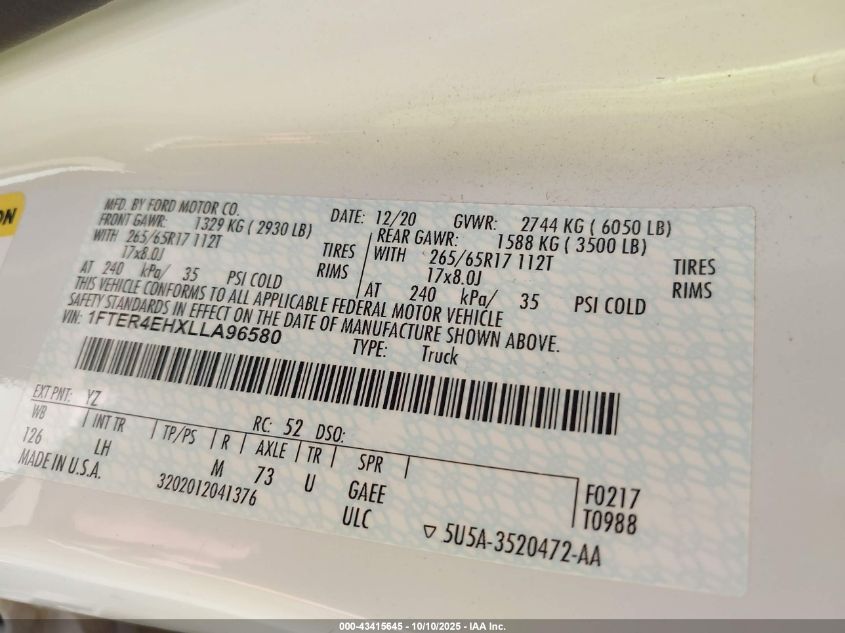 ON
MFD. BY FORD MOTOR CO.
DATE: 12/20 GVWR: 2744 KG ( 6050 LB)
FRONT GAWR: 1329 KG ( 2930 LB)
REAR GAWR: 1588 KG ( 3500 LB)
WITH 265/65R17 112T TIRES
17x8.0J RIMS
AT 240 kPa/ 35 PSI COLD
WITH 265/65R17 112T TIRES
17x8.0J RIMS
AT 240 kPa/ 35 PSI COLD
THIS VEHICLE CONFORMS TO ALL APPLICABLE FEDERAL MOTOR VEHICLE
SAFETY STANDARDS IN EFFECT ON THE DATE OF MANUFACTURE SHOWN ABOVE.
VIN: 1FTER4EHXLLA96580
TYPE: Truck
EXT PNT: YZ RC: 52 DSO:
WB INT TR TP/PS R AXLE TR SPR
126 LH M 73 U GAEE
MADE IN U.S.A. 3202012041376 ULC
F0217
T0988
5U5A-3520472-AA
000-43415645 - 10/10/2025 - IAA Inc.